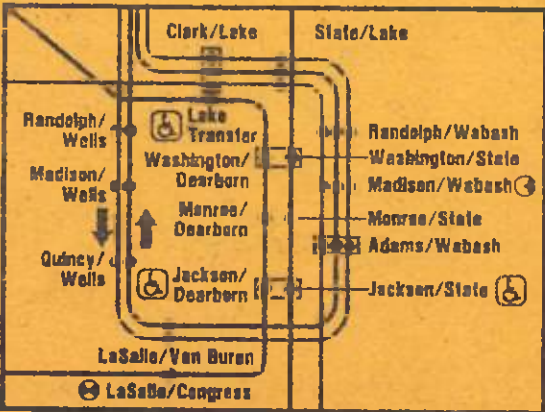 Clark/Lake
State/Lake
Randolph/
Wells
Lake
Transfer
Randolph/Wabash
Washington/
Dearborn
Washington/State
Madison/
Wells
Madison/Wabash
Monroe/
Dearborn
Monroe/State
Adams/Wabash
Quincy/
Wells
Jackson/
Dearborn
Jackson/State
LaSalle/Van Buren
LaSalle/Congress